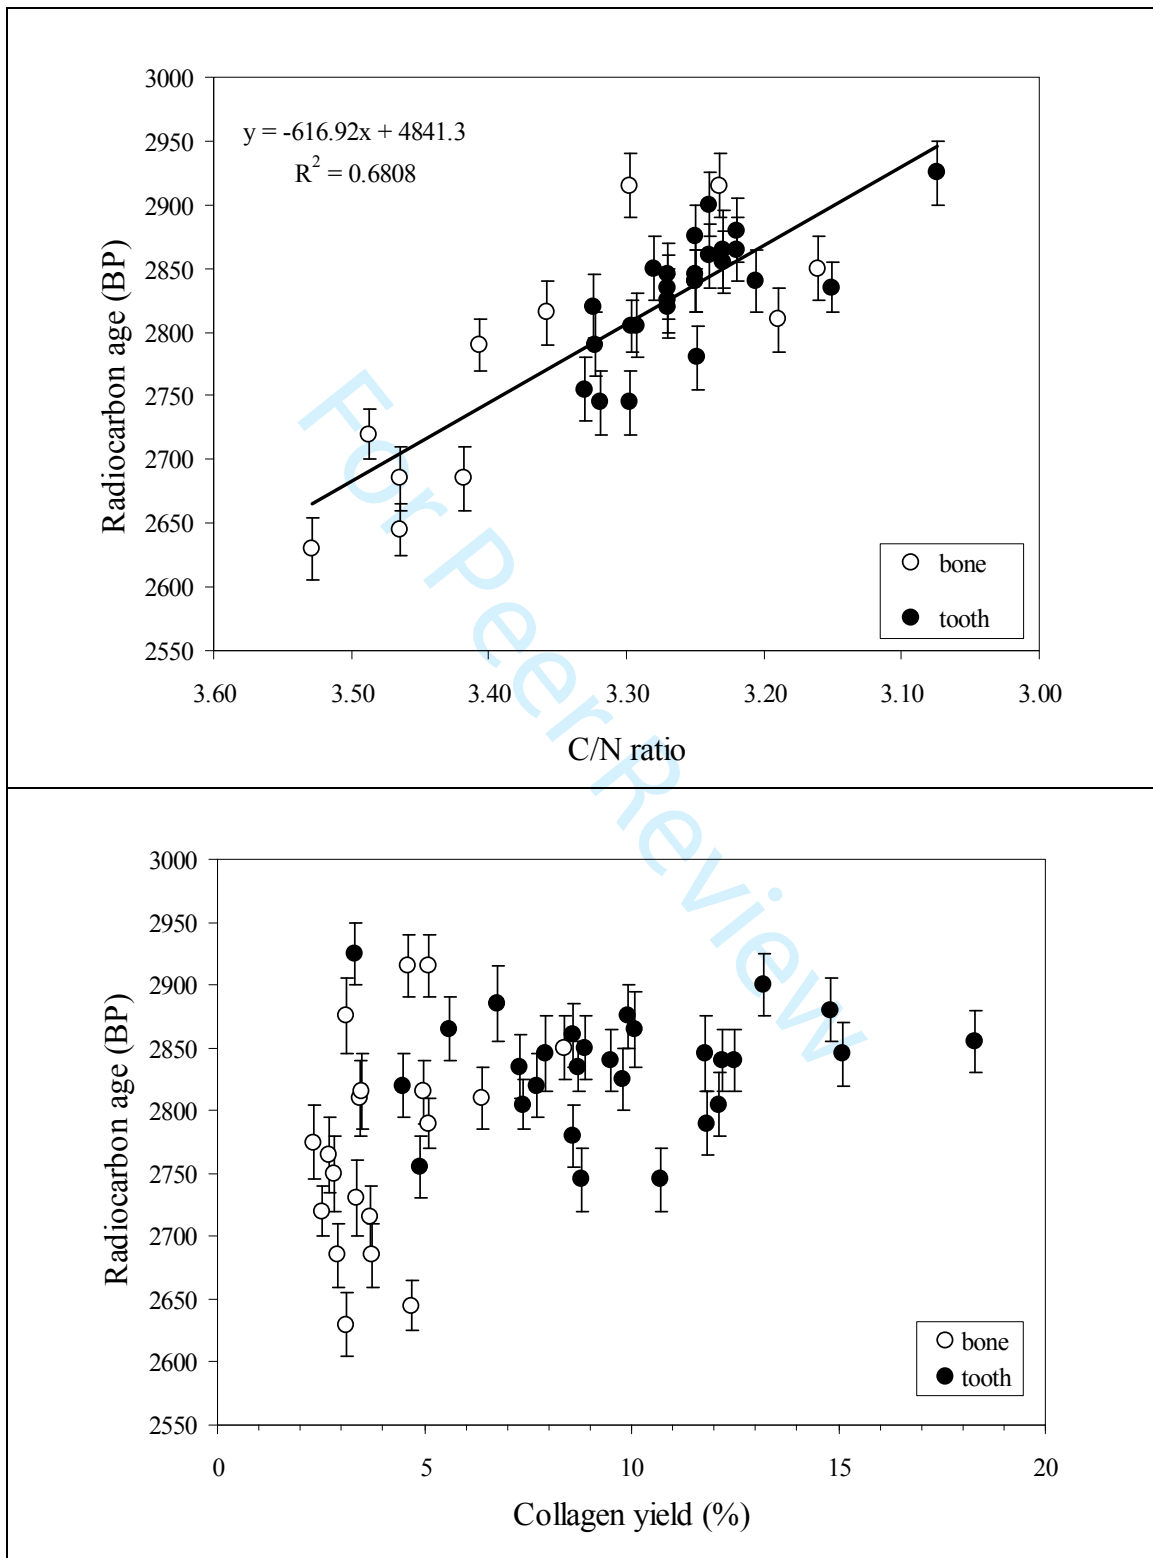 3000
2950
2900
2850
2800
2750
2700
2650
2600
2550
Radiocarbon age (BP)
y = -616.92x + 4841.3
R² = 0.6808
bone
tooth
3.60 3.50 3.40 3.30 3.20 3.10 3.00
C/N ratio
For Peer Review
3000
2950
2900
2850
2800
2750
2700
2650
2600
2550
Radiocarbon age (BP)
bone
tooth
0 5 10 15 20
Collagen yield (%)